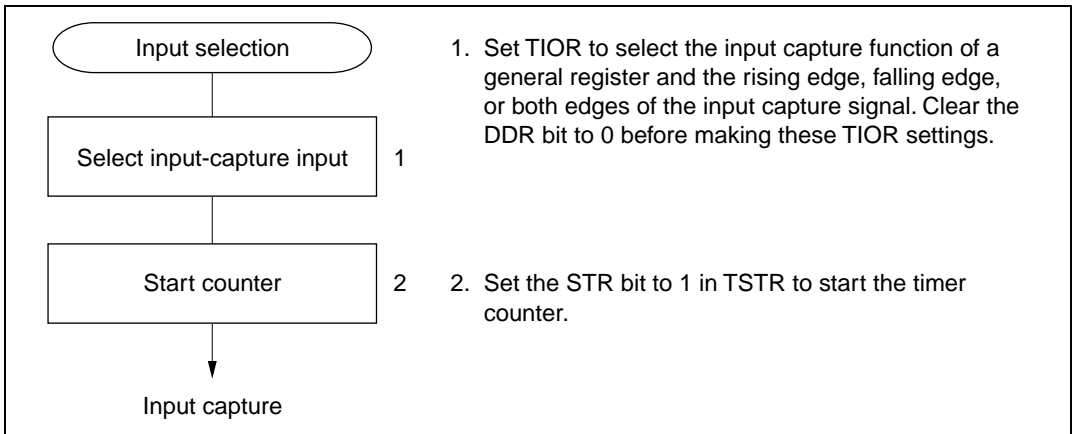 Input selection
1. Set TIOR to select the input capture function of a
general register and the rising edge, falling edge,
or both edges of the input capture signal. Clear the
DDR bit to 0 before making these TIOR settings.
Select input-capture input 1
Start counter 2
2. Set the STR bit to 1 in TSTR to start the timer
counter.
Input capture